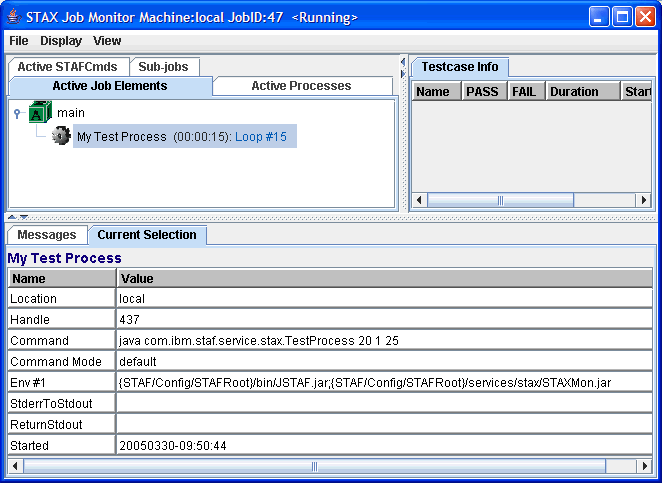 STAX Job Monitor Machine:local JobID:47 <Running>
File Display View
Active STAFCmds Sub-jobs
Active Job Elements Active Processes
main
My Test Process (00:00:15): Loop #15
Testcase Info
Name PASS FAIL Duration Start
Messages Current Selection
My Test Process
Name Value
Location local
Handle 437
Command java com.ibm.staf.service.stax.TestProcess 20 1 25
Command Mode default
Env #1 {STAF/Config/STAFRoot}/bin/JSTAF.jar;{STAF/Config/STAFRoot}/services/stax/STAXMon.jar
StderrToStdout
ReturnStdout
Started 20050330-09:50:44